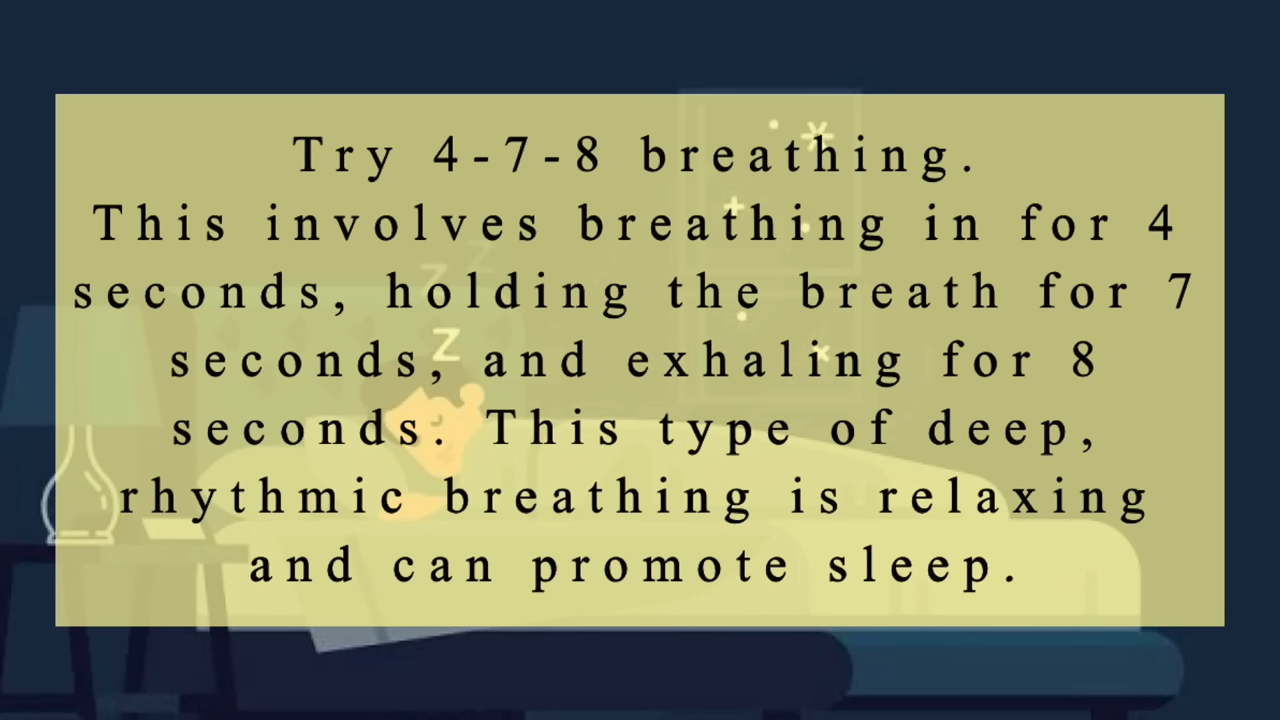 Try 4-7-8 breathing.
This involves breathing in for 4
seconds, holding the breath for 7
seconds, and exhaling for 8
seconds. This type of deep,
rhythmic breathing is relaxing
and can promote sleep.
z
z
z